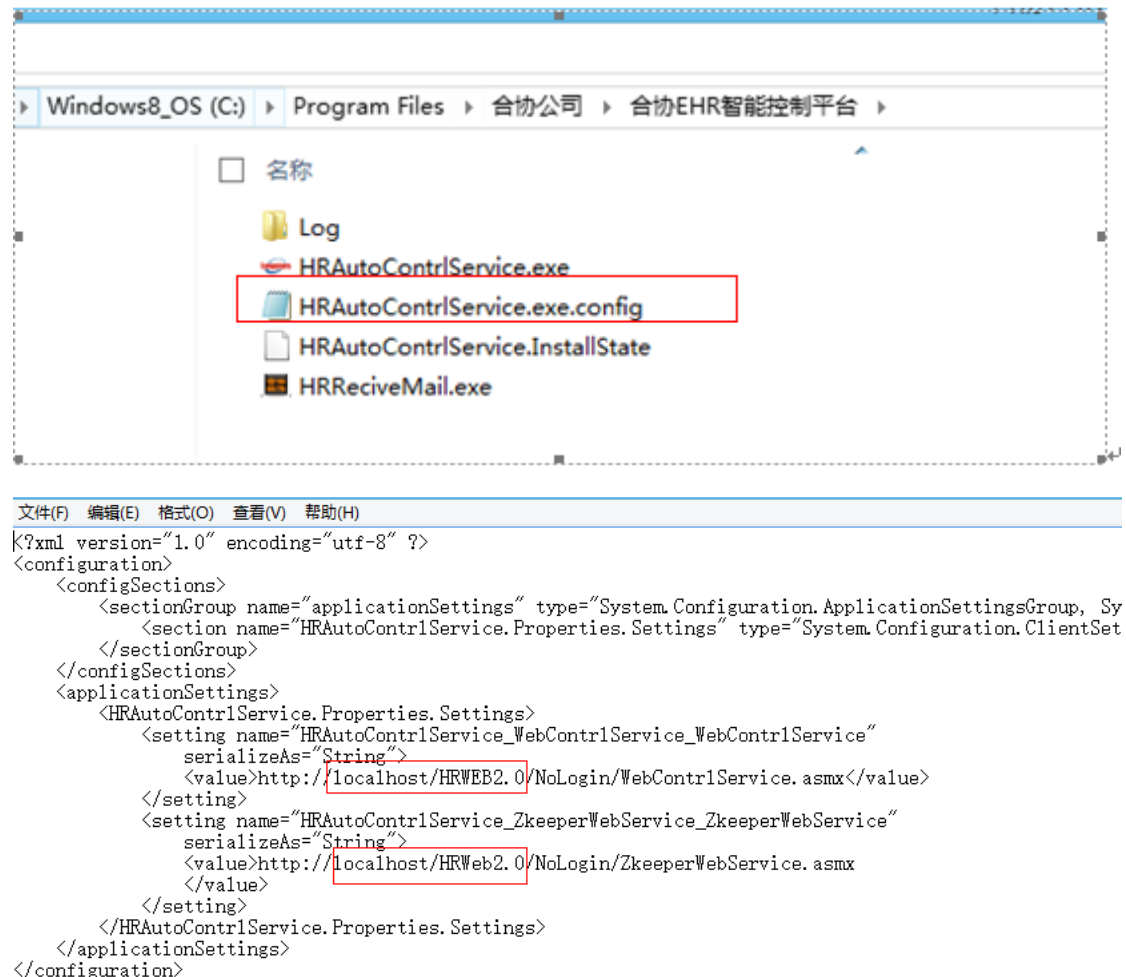 Windows8_OS (C:) Program Files 合协公司 合协EHR智能控制平台
名称
Log
HRAutoContrlService.exe
HRAutoContrlService.exe.config
HRAutoContrlService.InstallState
HRReciveMail.exe
文件(F) 编辑(E) 格式(O) 查看(V) 帮助(H)
<?xml version="1.0" encoding="utf-8" ?>
<configuration>
<configSections>
<sectionGroup name="applicationSettings" type="System.Configuration.ApplicationSettingsGroup, Sy
<section name="HRAutoContrlService.Properties.Settings" type="System.Configuration.ClientSet
</sectionGroup>
</configSections>
<applicationSettings>
<HRAutoContrlService.Properties.Settings>
<setting name="HRAutoContrlService_WebContrlService_WebContrlService"
serializeAs="String">
<value>http://localhost/HRWEB2.0/NoLogin/WebContrlService.asmx</value>
</setting>
<setting name="HRAutoContrlService_ZkeeperWebService_ZkeeperWebService"
serializeAs="String">
<value>http://localhost/HRWeb2.0/NoLogin/ZkeeperWebService.asmx
</value>
</setting>
</HRAutoContrlService.Properties.Settings>
</applicationSettings>
</configuration>